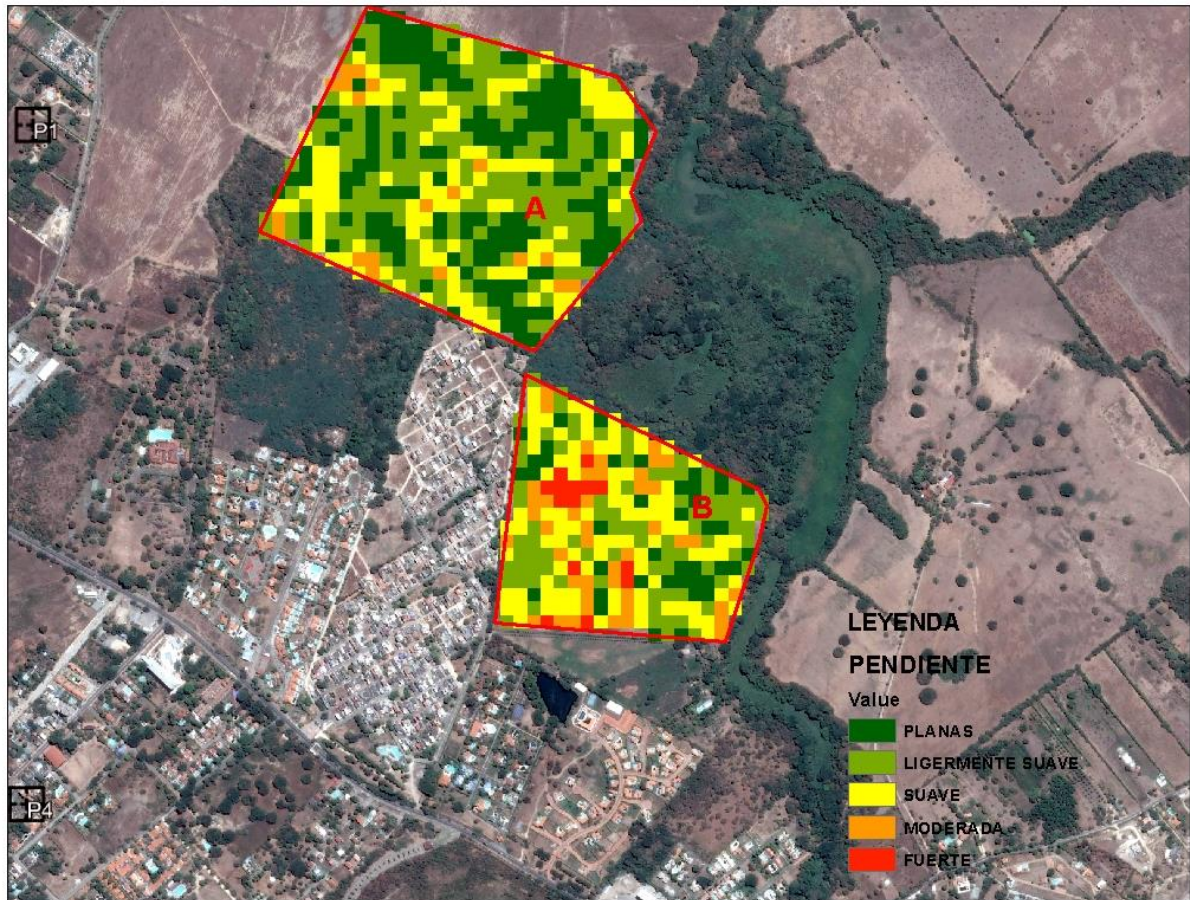 P1
A
B
LEYENDA
PENDIENTE
Value
PLANAS
LIGERMENTE SUAVE
SUAVE
MODERADA
FUERTE
P4